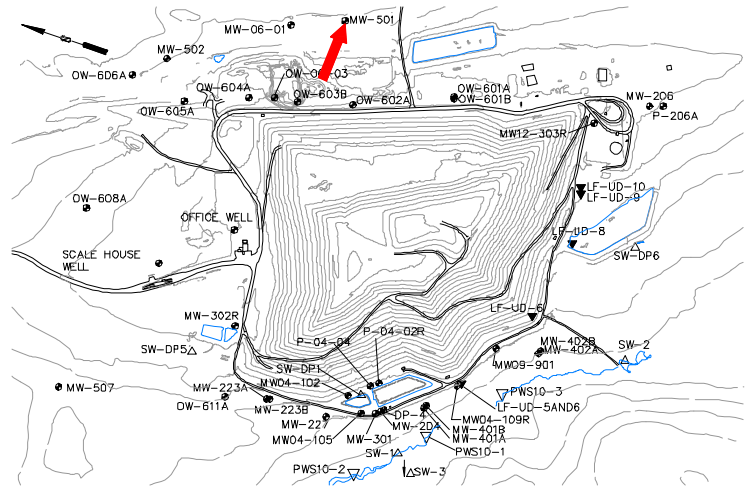 MW-501
MW-06-01
MW-502
OW-6D6A
OW-604A
OW-603B
OW-605A
OW-602A
OW-601A
OW-601B
MW-206
P-206A
MW12-303R
LF-UD-10
LF-UD-9
OW-608A
OFFICE WELL
LF-UD-8
SW-DP6
SCALE HOUSE
WELL
MW-302R
LF-UD-6
P-04-04
P-04-02R
SW-DP5
SW-DP1
MW04-102
MW-4D2B
MW-402A
SW-2
MW09-901
MW-507
MW-223A
OW-611A
MW-223B
MW-227
MW04-105
MW-301
DP-4
MW-2D4
PWS10-3
LF-UD-5AND6
MW04-109R
MW-401B
MW-401A
PWS10-1
SW-1
PWS10-2
SW-3